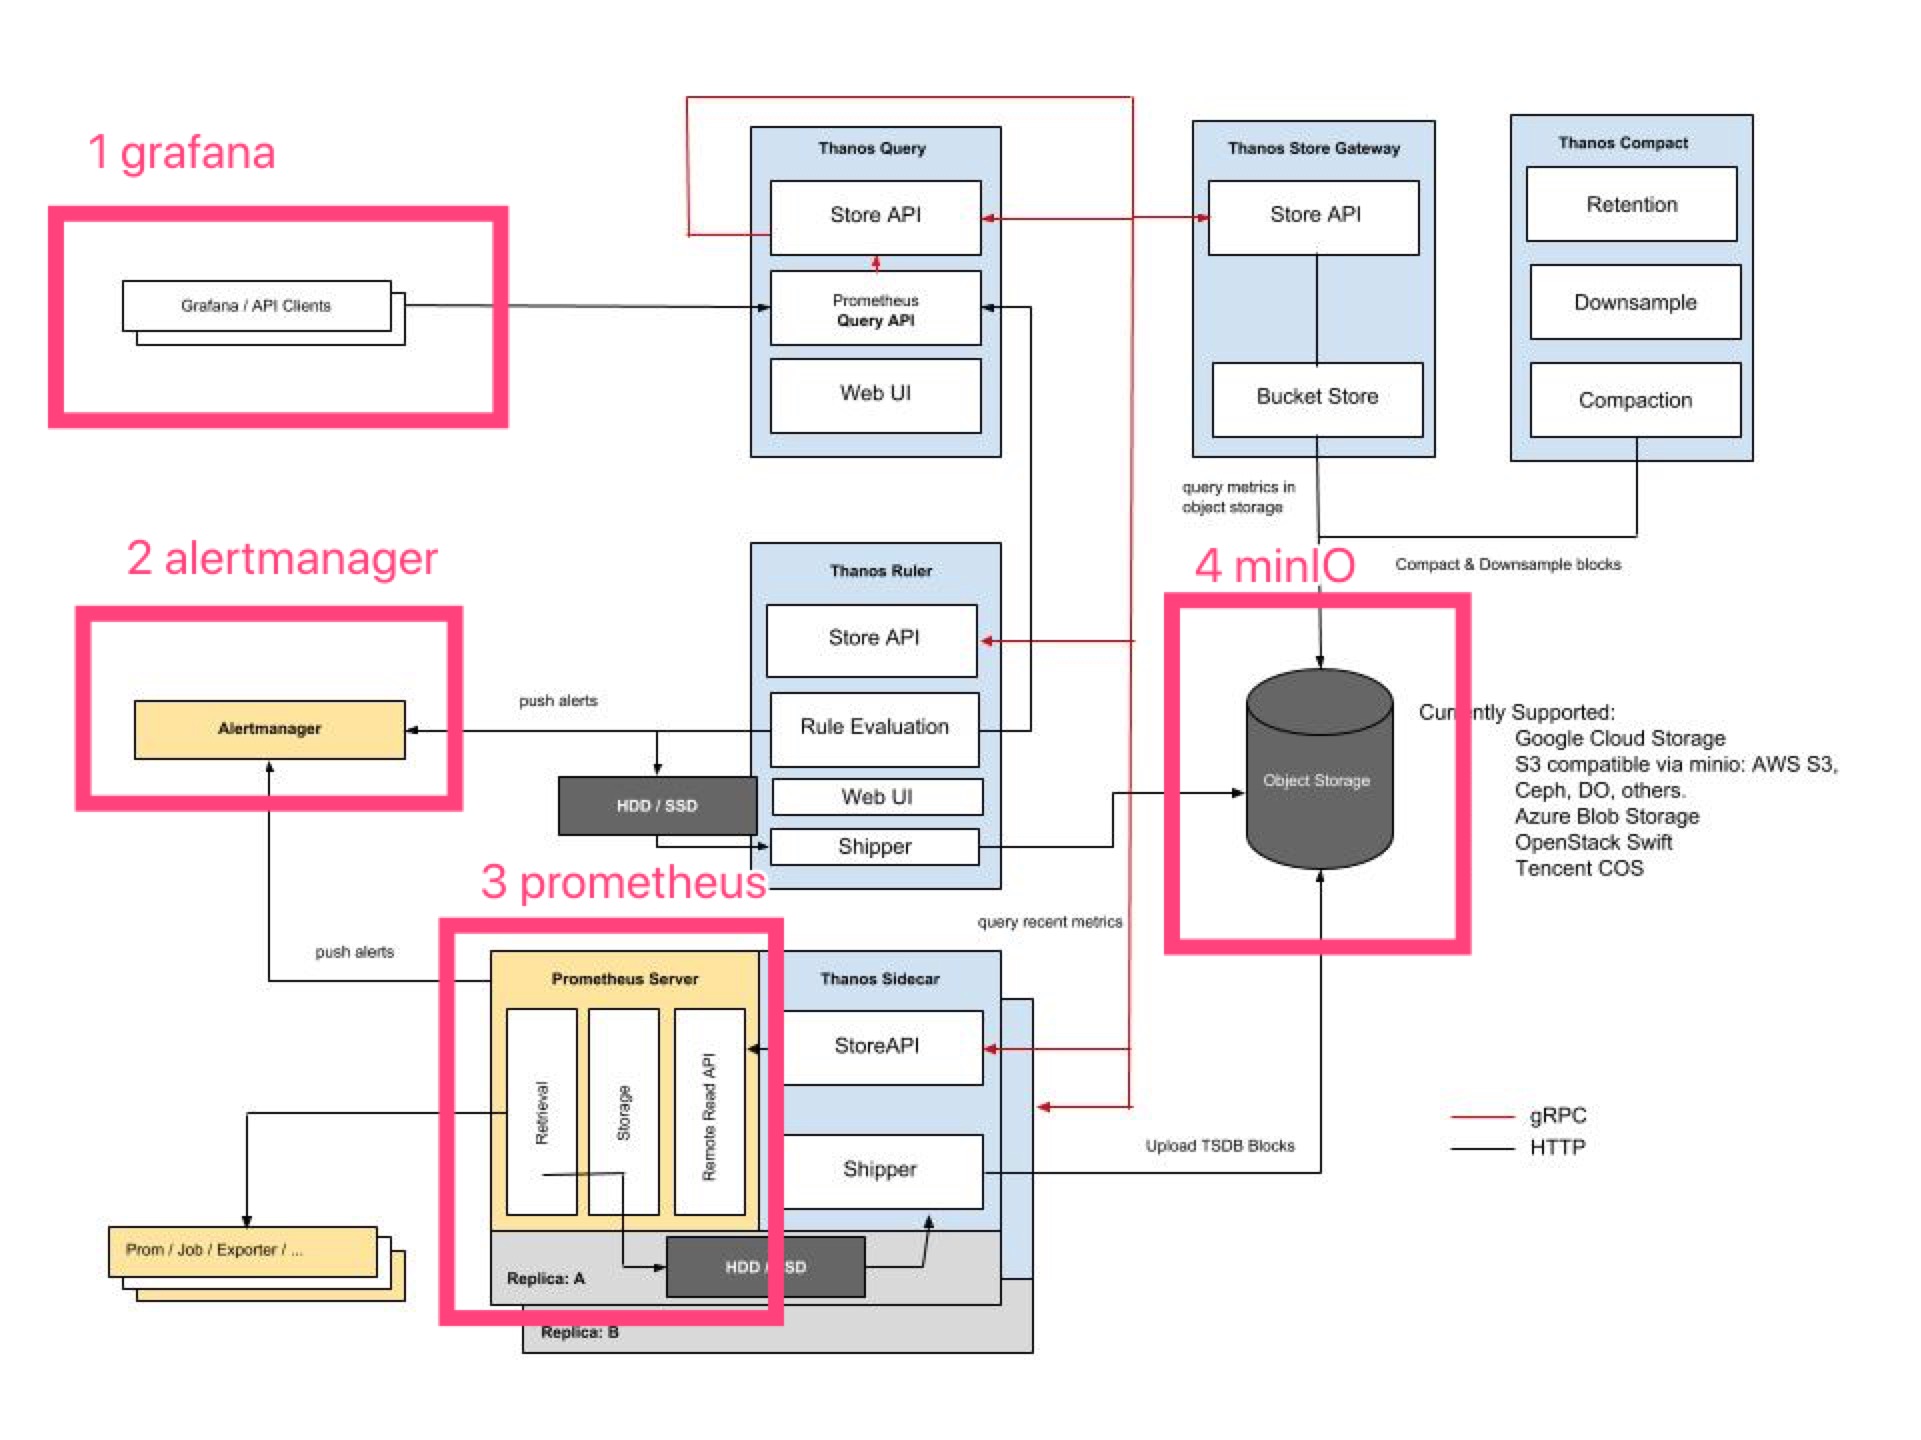 1 grafana
Grafana / API Clients
Thanos Query
Store API
Prometheus
Query API
Web UI
Thanos Store Gateway
Store API
Bucket Store
Thanos Compact
Retention
Downsample
Compaction
query metrics in
object storage
Compact & Downsample blocks
2 alertmanager
Alertmanager
push alerts
Thanos Ruler
Store API
Rule Evaluation
Web UI
Shipper
HDD / SSD
4 minIO
Object Storage
Currently Supported:
Google Cloud Storage
S3 compatible via minio: AWS S3,
Ceph, DO, others.
Azure Blob Storage
OpenStack Swift
Tencent COS
3 prometheus
query recent metrics
push alerts
Prometheus Server
Retrieval
Storage
Remote Read API
Thanos Sidecar
StoreAPI
Shipper
Upload TSDB Blocks
gRPC
HTTP
Prom / Job / Exporter / ...
HDD / SSD
Replica: A
Replica: B